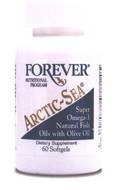 FOREVER
NUTRITIONAL
PROGRAM
ARCTIC-SEA®
Super
Omega-3
Natural Fish
Oils with Olive Oil
Dietary Supplement
60 Softgels